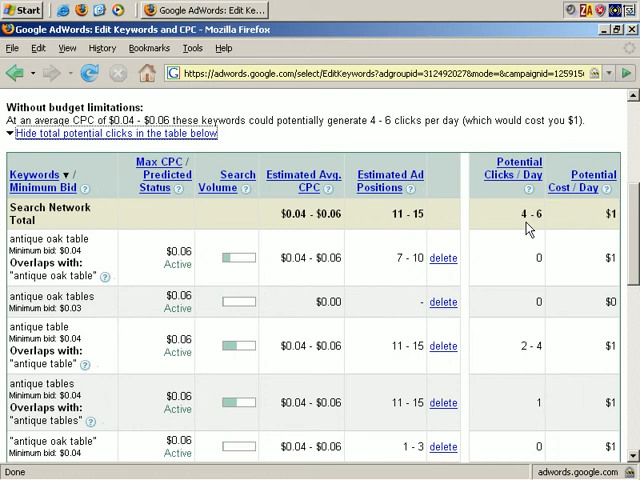 Start
Google AdWords: Edit Kec...
ZA
Google AdWords: Edit Keywords and CPC - Mozilla Firefox
File Edit View History Bookmarks Tools Help
G https://adwords.google.com/select/EditKeywords?adgroupid=312492027&mode=&campaignid=125915
Without budget limitations:
At an average CPC of $0.04 - $0.06 these keywords could potentially generate 4 - 6 clicks per day (which would cost you $1).
Hide total potential clicks in the table below
Keywords / Minimum Bid ? Max CPC / Predicted Status ? Search Volume ? Estimated Avg. CPC ? Estimated Ad Positions ? Potential Clicks / Day ? Potential Cost / Day ?
Search Network Total $0.04 - $0.06 11 - 15 4 - 6 $1
antique oak table
Minimum bid: $0.04
Overlaps with:
"antique oak table" ?
$0.06 Active $0.04 - $0.06 7 - 10 delete 0 $1
antique oak tables
Minimum bid: $0.03
$0.06 Active $0.00 - delete 0 $0
antique table
Minimum bid: $0.04
Overlaps with:
"antique table" ?
$0.06 Active $0.04 - $0.06 11 - 15 delete 2 - 4 $1
antique tables
Minimum bid: $0.04
Overlaps with:
"antique tables" ?
$0.06 Active $0.04 - $0.06 11 - 15 delete 1 $1
"antique oak table"
Minimum bid: $0.04
$0.06 Active $0.04 - $0.06 1 - 3 delete 0 $1
Done adwords.google.com